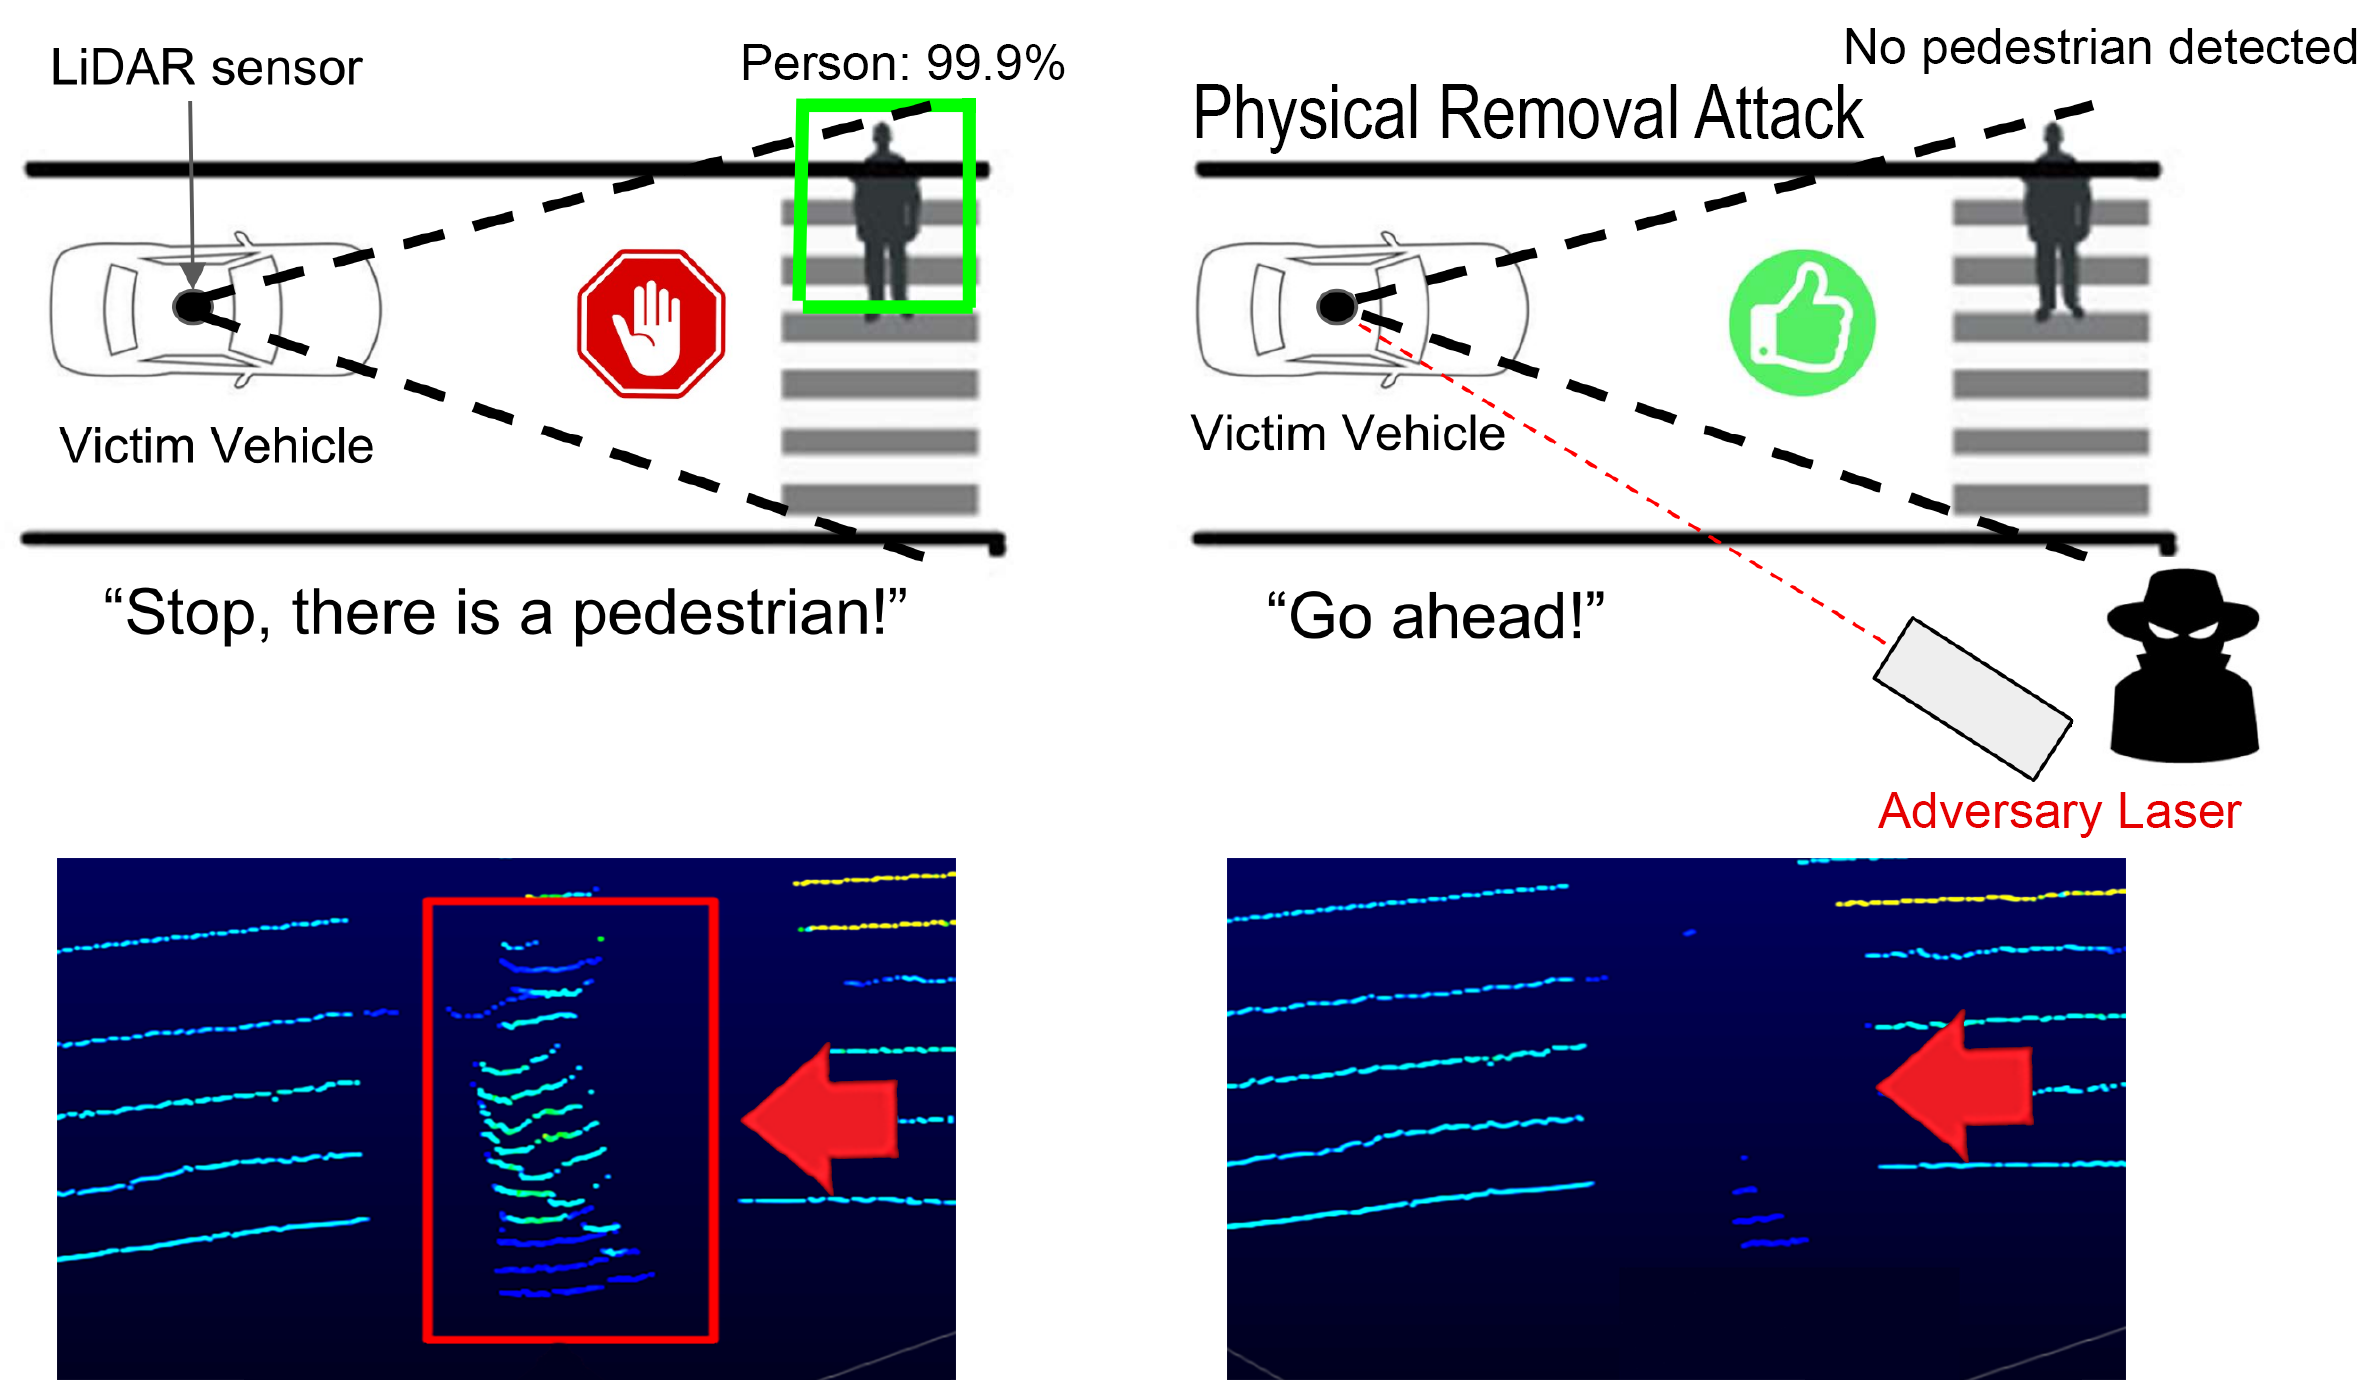 LiDAR sensor
Person: 99.9%
Victim Vehicle
“Stop, there is a pedestrian!”
No pedestrian detected
Physical Removal Attack
Victim Vehicle
“Go ahead!”
Adversary Laser